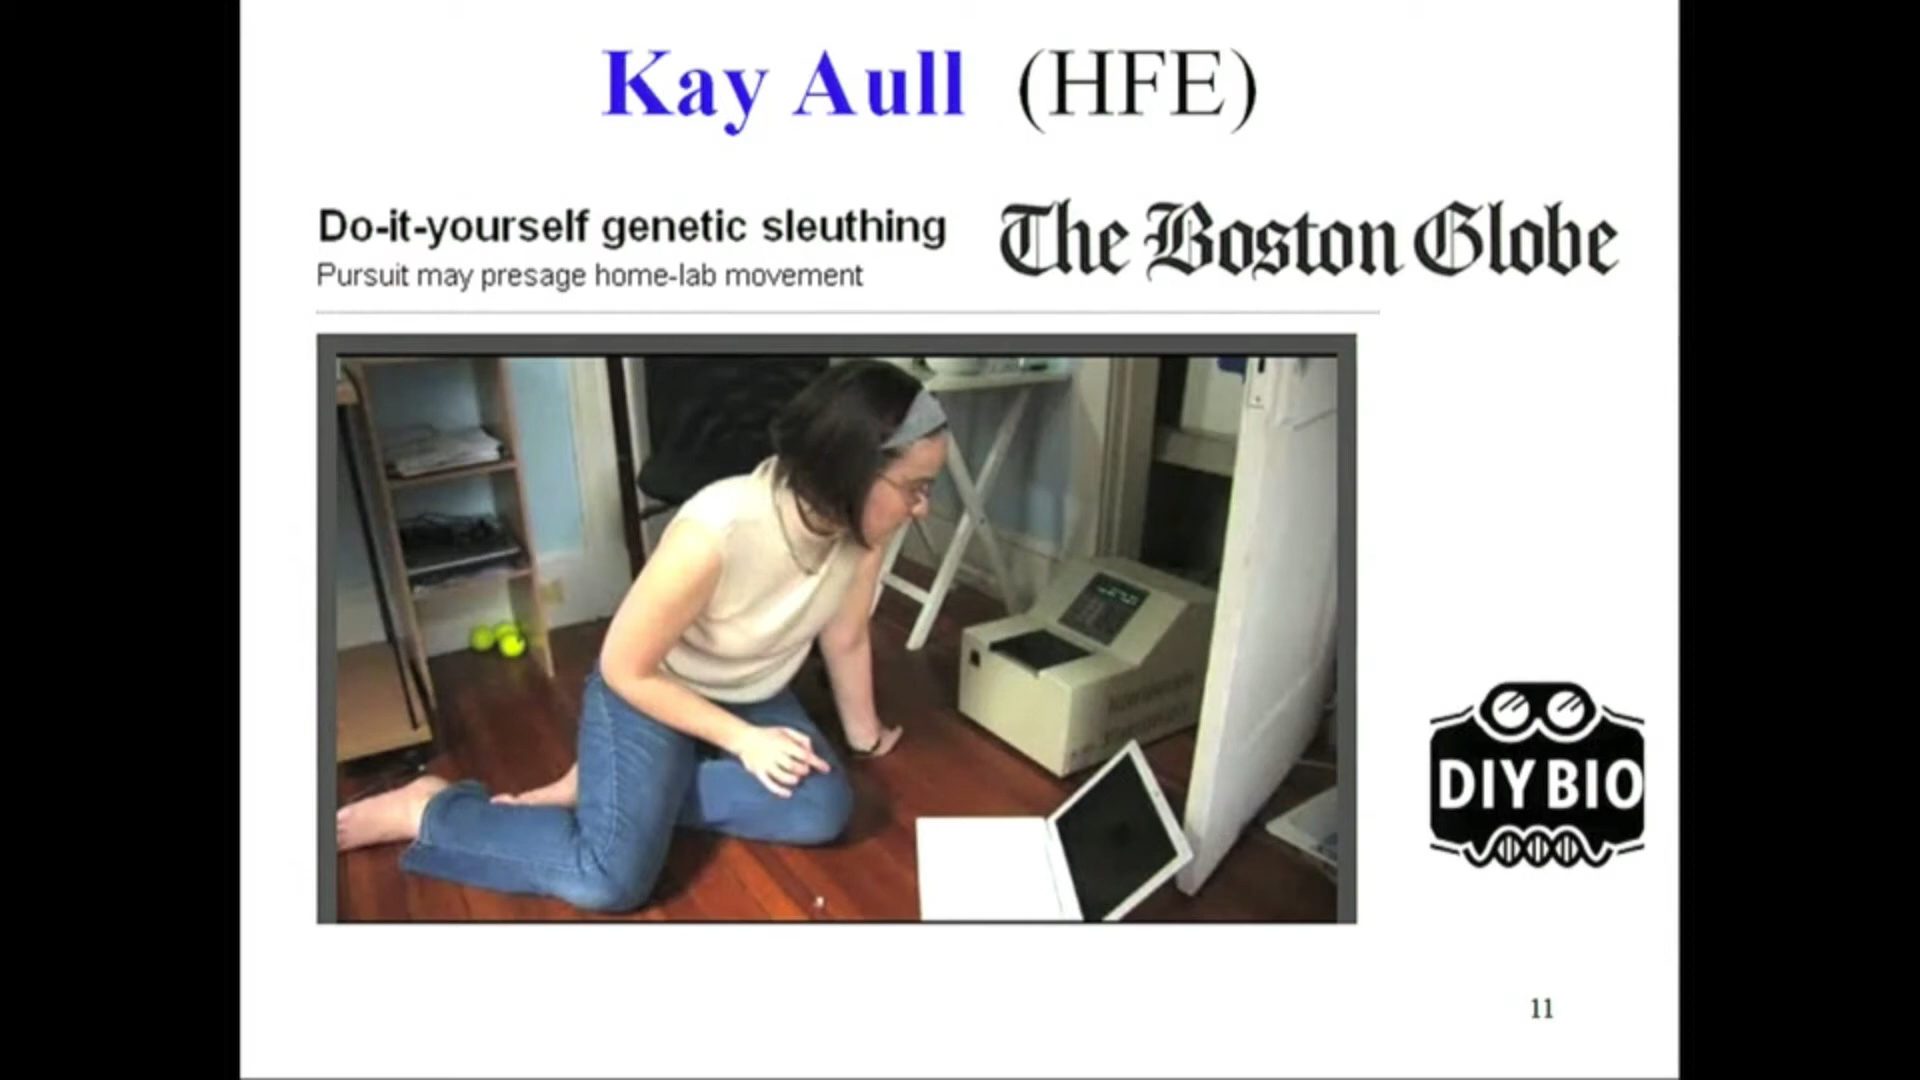 Kay Aull (HFE)
Do-it-yourself genetic sleuthing
Pursuit may presage home-lab movement
The Boston Globe
DIY BIO
11